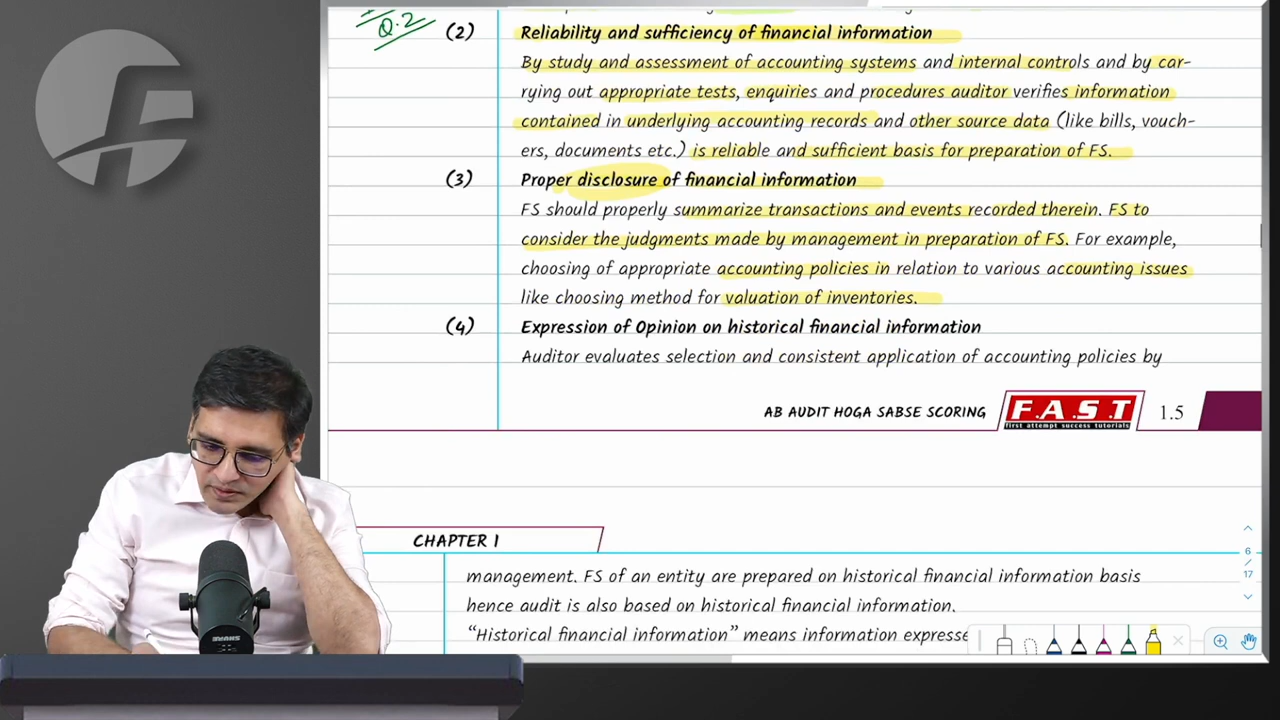 Q.2
(2) Reliability and sufficiency of financial information
By study and assessment of accounting systems and internal controls and by car-
rying out appropriate tests, enquiries and procedures auditor verifies information
contained in underlying accounting records and other source data (like bills, vouch-
ers, documents etc.) is reliable and sufficient basis for preparation of FS.
(3) Proper disclosure of financial information
FS should properly summarize transactions and events recorded therein. FS to
consider the judgments made by management in preparation of FS. For example,
choosing of appropriate accounting policies in relation to various accounting issues
like choosing method for valuation of inventories.
(4) Expression of Opinion on historical financial information
Auditor evaluates selection and consistent application of accounting policies by
AB AUDIT HOGA SABSE SCORING F.A.S.T 1.5
first attempt success tutorials
CHAPTER 1
management. FS of an entity are prepared on historical financial information basis
hence audit is also based on historical financial information.
"Historical financial information" means information expresse
6
/
17
SHURE